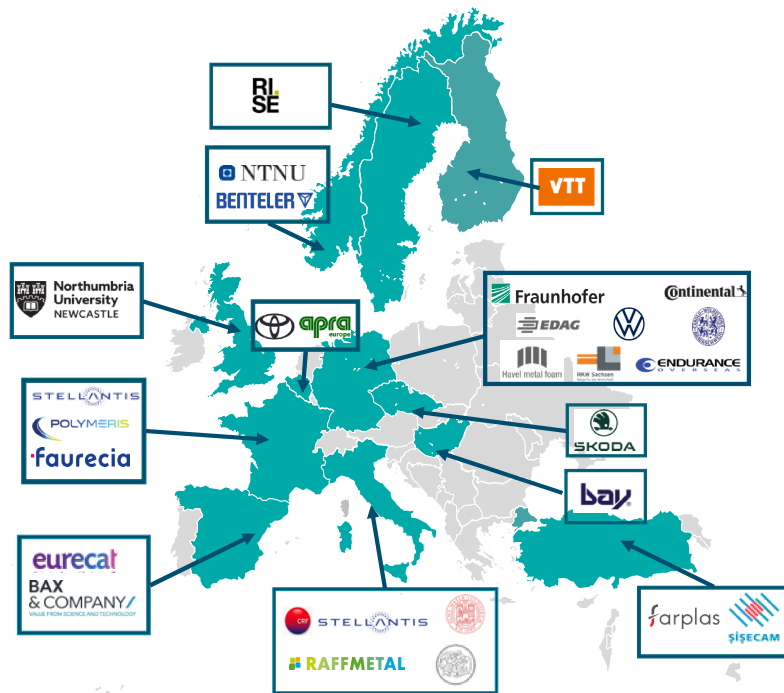 RI.
SE
NTNU
BENTELER
VTT
Northumbria
University
NEWCASTLE
apra
europe
Fraunhofer
Continental
EDAG
Havel metal foam
RKW Sachsen
ENDURANCE
OVERSEAS
STELLANTIS
POLYMERIS
faurecia
SKODA
bay
eurecat
BAX
& COMPANY/
VALUE FROM SCIENCE AND TECHNOLOGY
CRF
STELLANTIS
RAFFMETAL
farplas
ŞİŞECAM